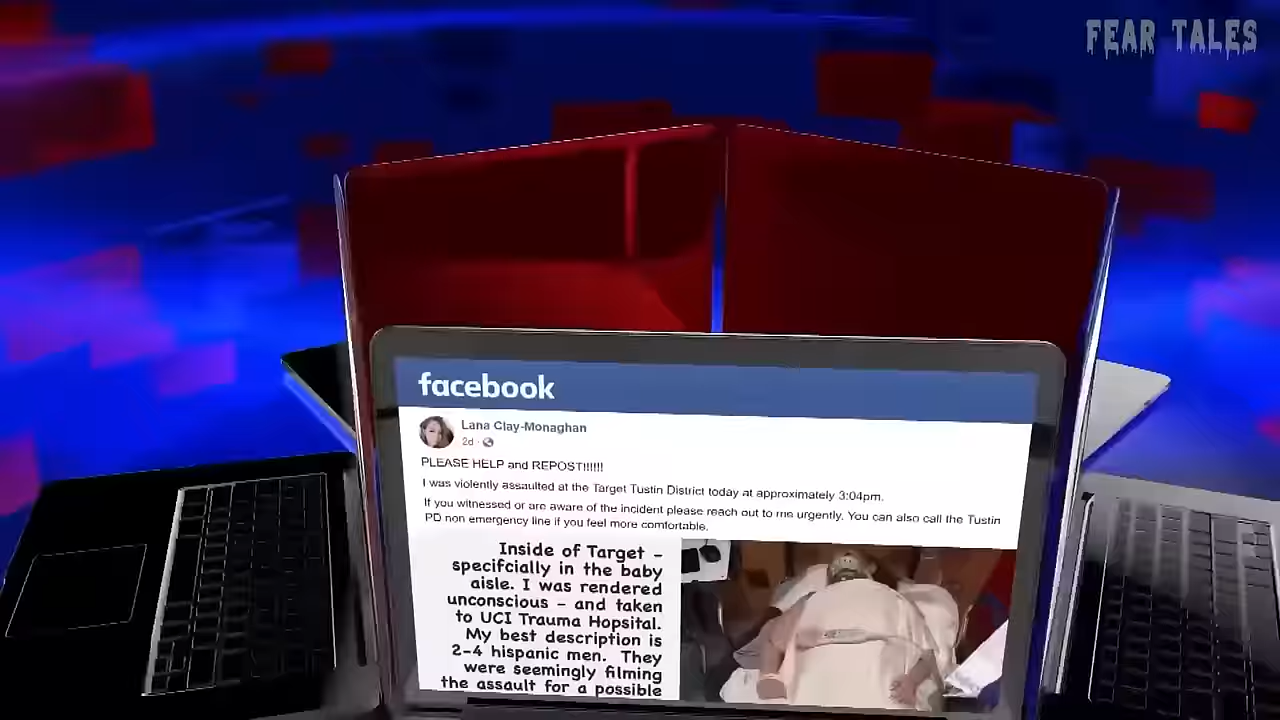 FEAR TALES
facebook
Lana Clay-Monaghan
2d
PLEASE HELP and REPOST!!!!!!
I was violently assaulted at the Target Tustin District today at approximately 3:04pm.
If you witnessed or are aware of the incident please reach out to me urgently. You can also call the Tustin
PD non emergency line if you feel more comfortable.
Inside of Target -
specifcially in the baby
aisle. I was rendered
unconscious - and taken
to UCI Trauma Hopsital.
My best description is
2-4 hispanic men. They
were seemingly filming
the assault for a possible